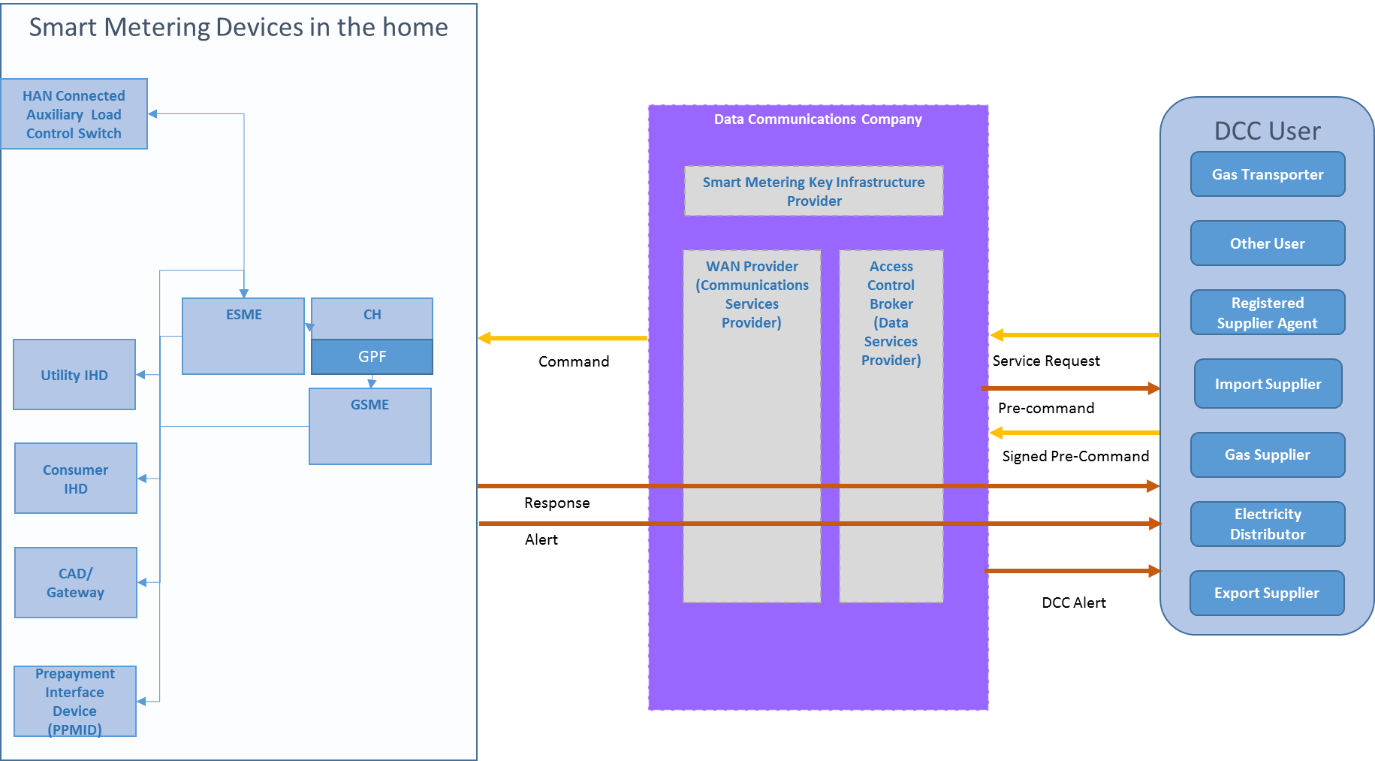 Smart Metering Devices in the home
HAN Connected
Auxiliary Load
Control Switch
ESME
CH
GPF
GSME
Utility IHD
Consumer
IHD
CAD/
Gateway
Prepayment
Interface
Device
(PPMID)
Command
Response
Alert
Data Communications Company
Smart Metering Key Infrastructure
Provider
WAN Provider
(Communications
Services
Provider)
Access
Control
Broker
(Data
Services
Provider)
Service Request
Pre-command
Signed Pre-Command
DCC Alert
DCC User
Gas Transporter
Other User
Registered
Supplier Agent
Import Supplier
Gas Supplier
Electricity
Distributor
Export Supplier